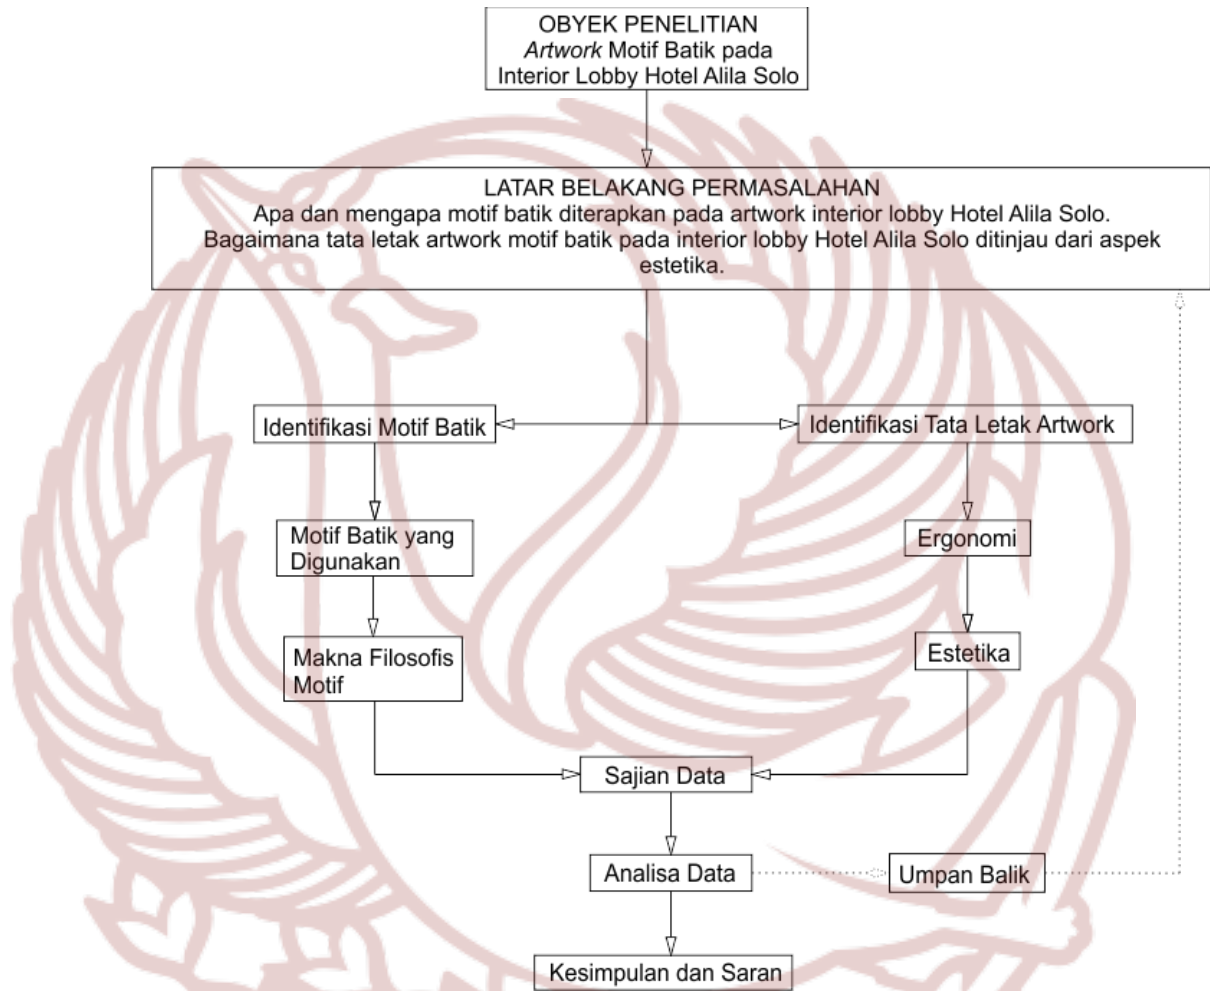 OBYEK PENELITIAN
Artwork Motif Batik pada
Interior Lobby Hotel Alila Solo
LATAR BELAKANG PERMASALAHAN
Apa dan mengapa motif batik diterapkan pada artwork interior lobby Hotel Alila Solo.
Bagaimana tata letak artwork motif batik pada interior lobby Hotel Alila Solo ditinjau dari aspek
estetika.
Identifikasi Motif Batik
Identifikasi Tata Letak Artwork
Motif Batik yang
Digunakan
Ergonomi
Makna Filosofis
Motif
Estetika
Sajian Data
Analisa Data
Umpan Balik
Kesimpulan dan Saran